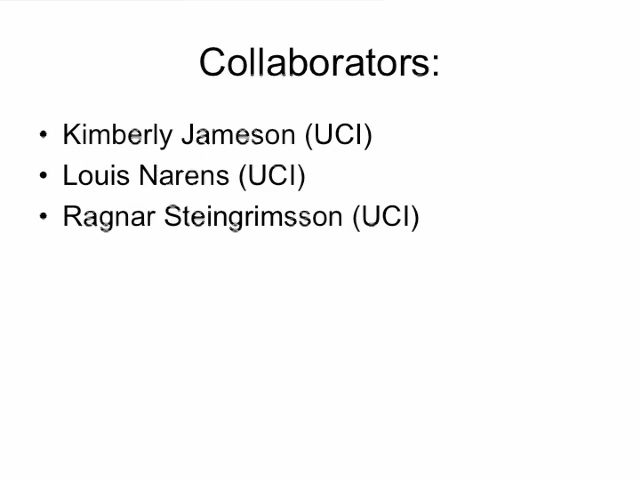 Collaborators:
• Kimberly Jameson (UCI)
• Louis Narens (UCI)
• Ragnar Steingrimsson (UCI)